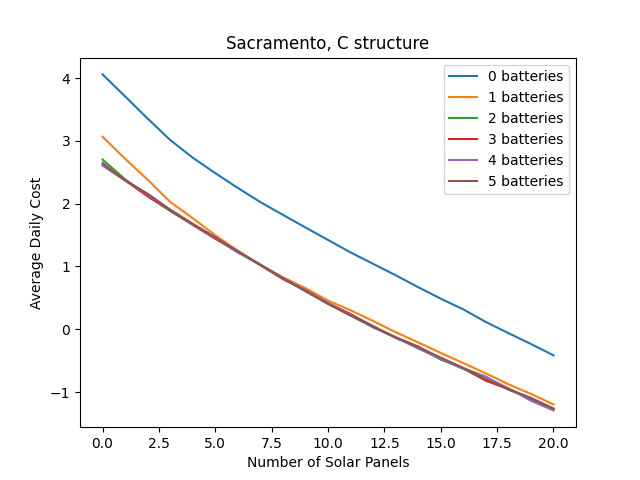 Sacramento, C structure
Average Daily Cost
4
3
2
1
0
−1
0 batteries
1 batteries
2 batteries
3 batteries
4 batteries
5 batteries
0.0 2.5 5.0 7.5 10.0 12.5 15.0 17.5 20.0
Number of Solar Panels